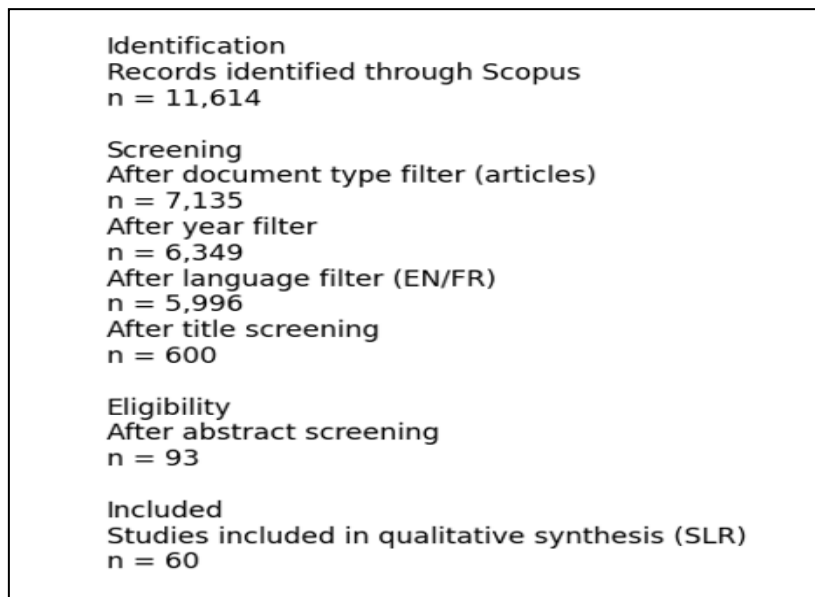 Identification
Records identified through Scopus
n = 11,614
Screening
After document type filter (articles)
n = 7,135
After year filter
n = 6,349
After language filter (EN/FR)
n = 5,996
After title screening
n = 600
Eligibility
After abstract screening
n = 93
Included
Studies included in qualitative synthesis (SLR)
n = 60